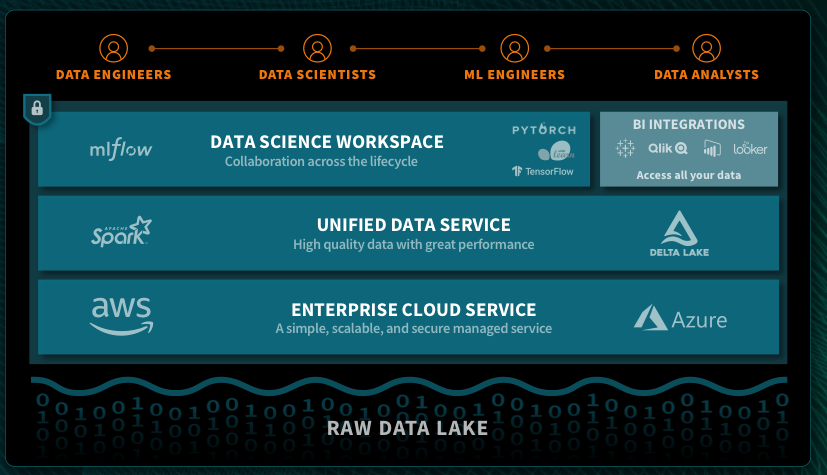 DATA ENGINEERS
DATA SCIENTISTS
ML ENGINEERS
DATA ANALYSTS
mlflow
DATA SCIENCE WORKSPACE
Collaboration across the lifecycle
PYTORCH
learn
TensorFlow
BI INTEGRATIONS
Qlik
looker
Access all your data
APACHE
Spark
UNIFIED DATA SERVICE
High quality data with great performance
DELTA LAKE
aws
ENTERPRISE CLOUD SERVICE
A simple, scalable, and secure managed service
Azure
RAW DATA LAKE